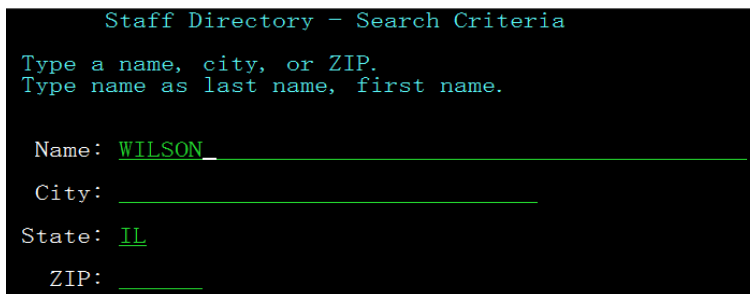 Staff Directory - Search Criteria
Type a name, city, or ZIP.
Type name as last name, first name.
Name: WILSON
City:
State: IL
ZIP: